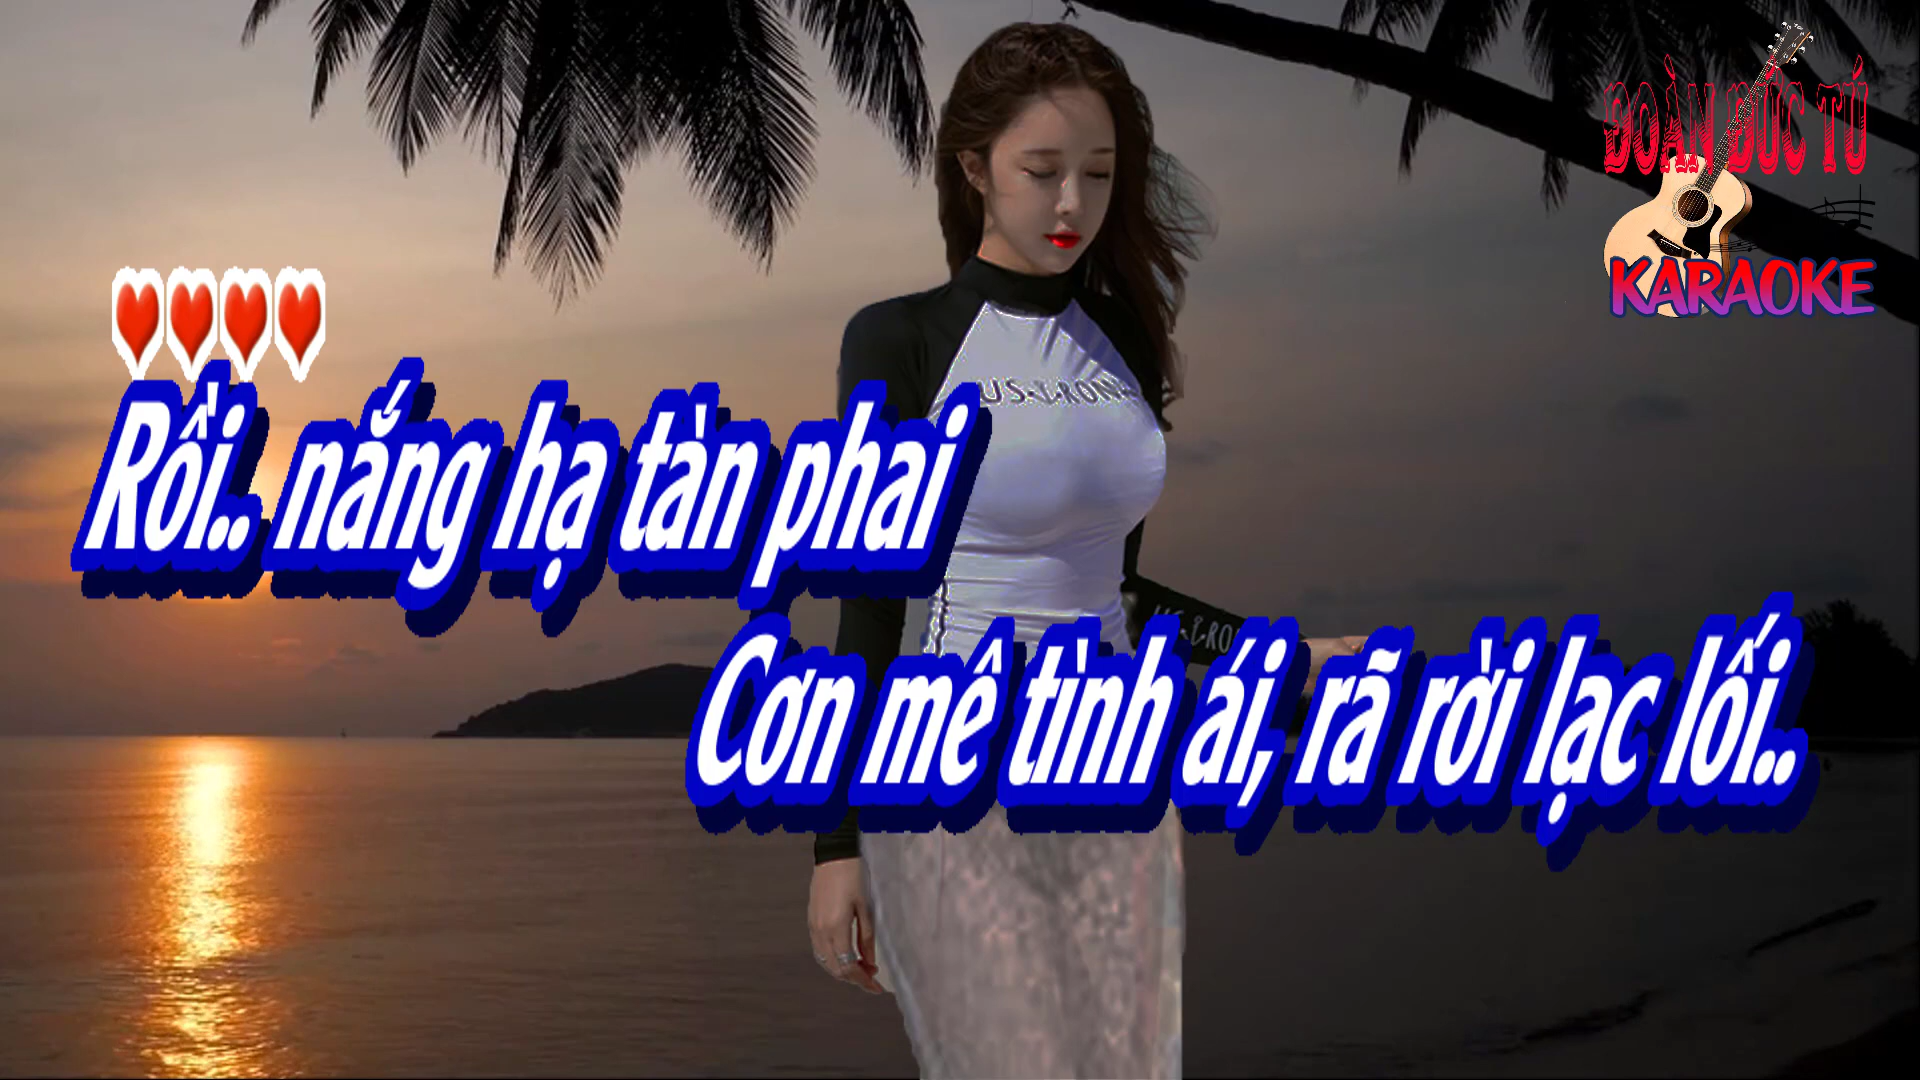 ĐOÀN ĐỨC TÚ
KARAOKE
Rồi.. nắng hạ tàn phai
Cơn mê tình ái, rã rời lạc lối..